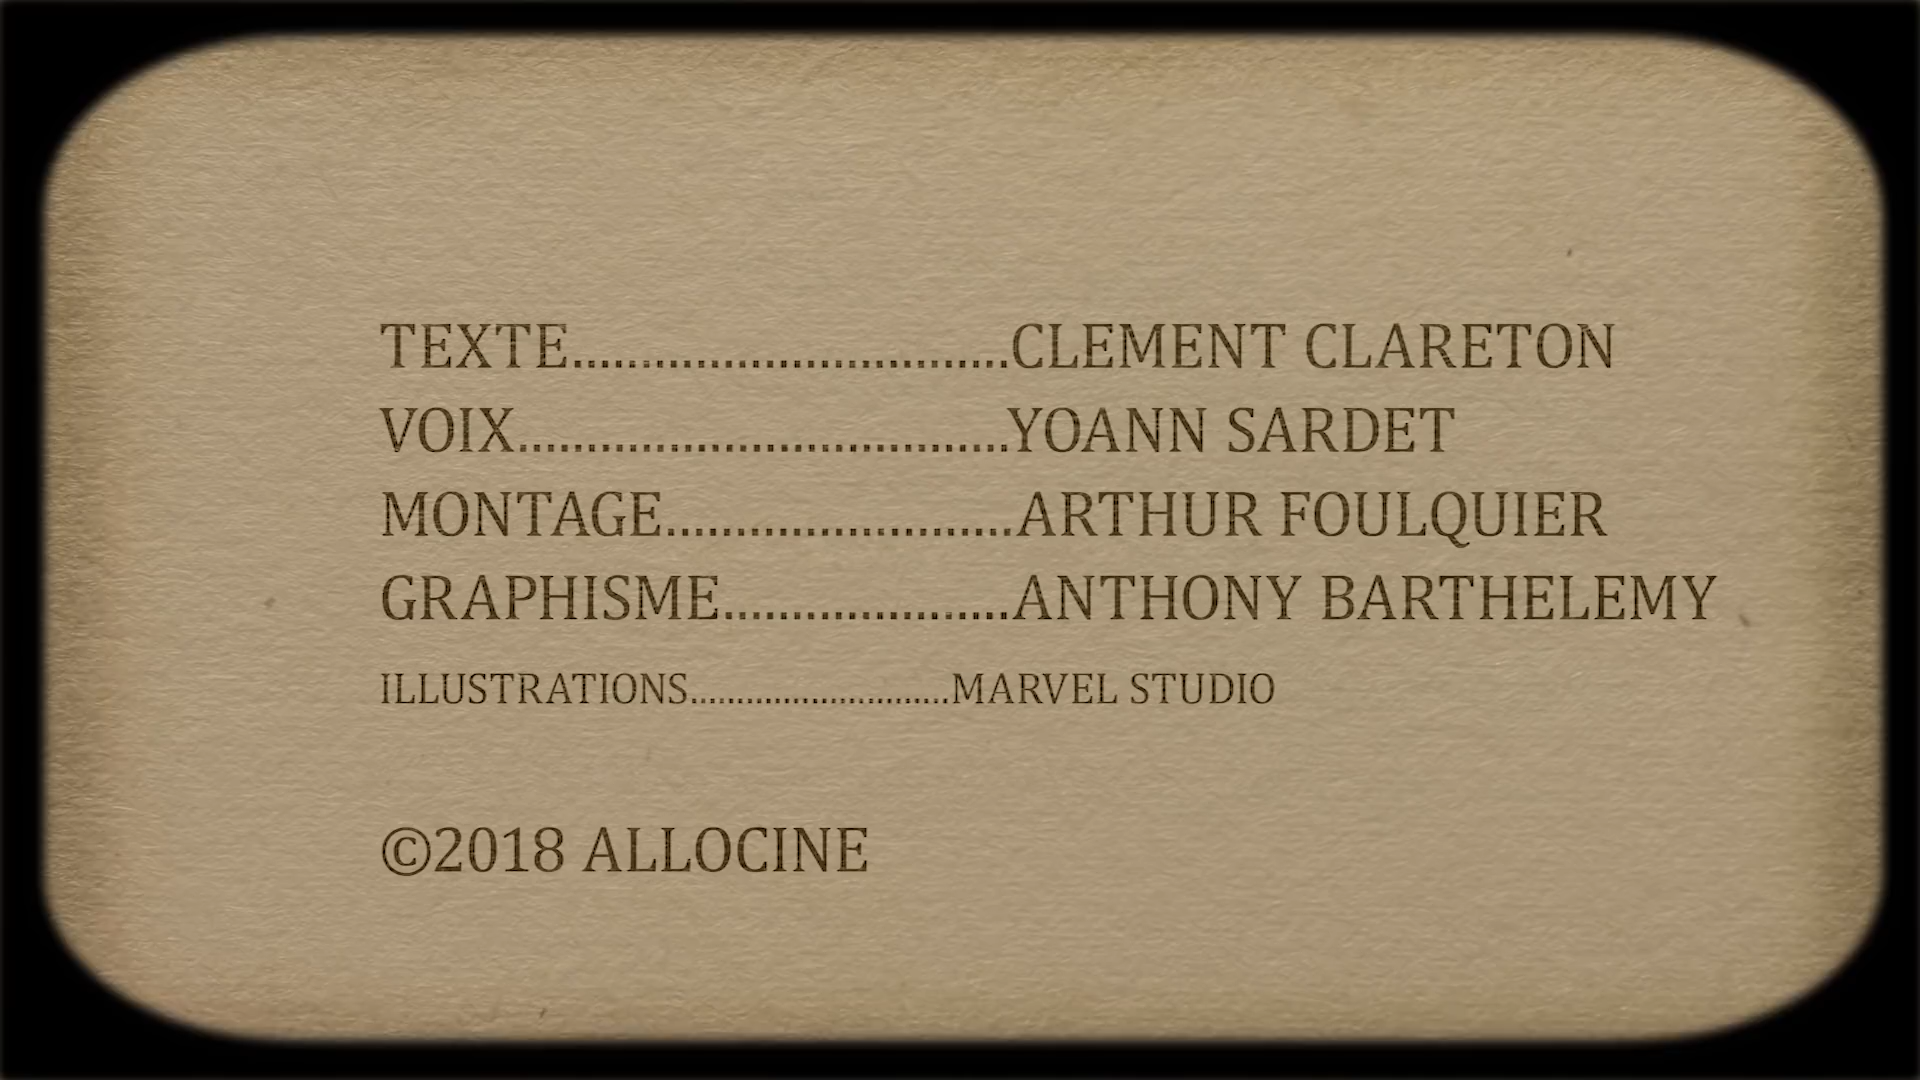 TEXTE................................CLEMENT CLARETON
VOIX....................................YOANN SARDET
MONTAGE.........................ARTHUR FOULQUIER
GRAPHISME.....................ANTHONY BARTHELEMY
ILLUSTRATIONS............................MARVEL STUDIO
©2018 ALLOCINE